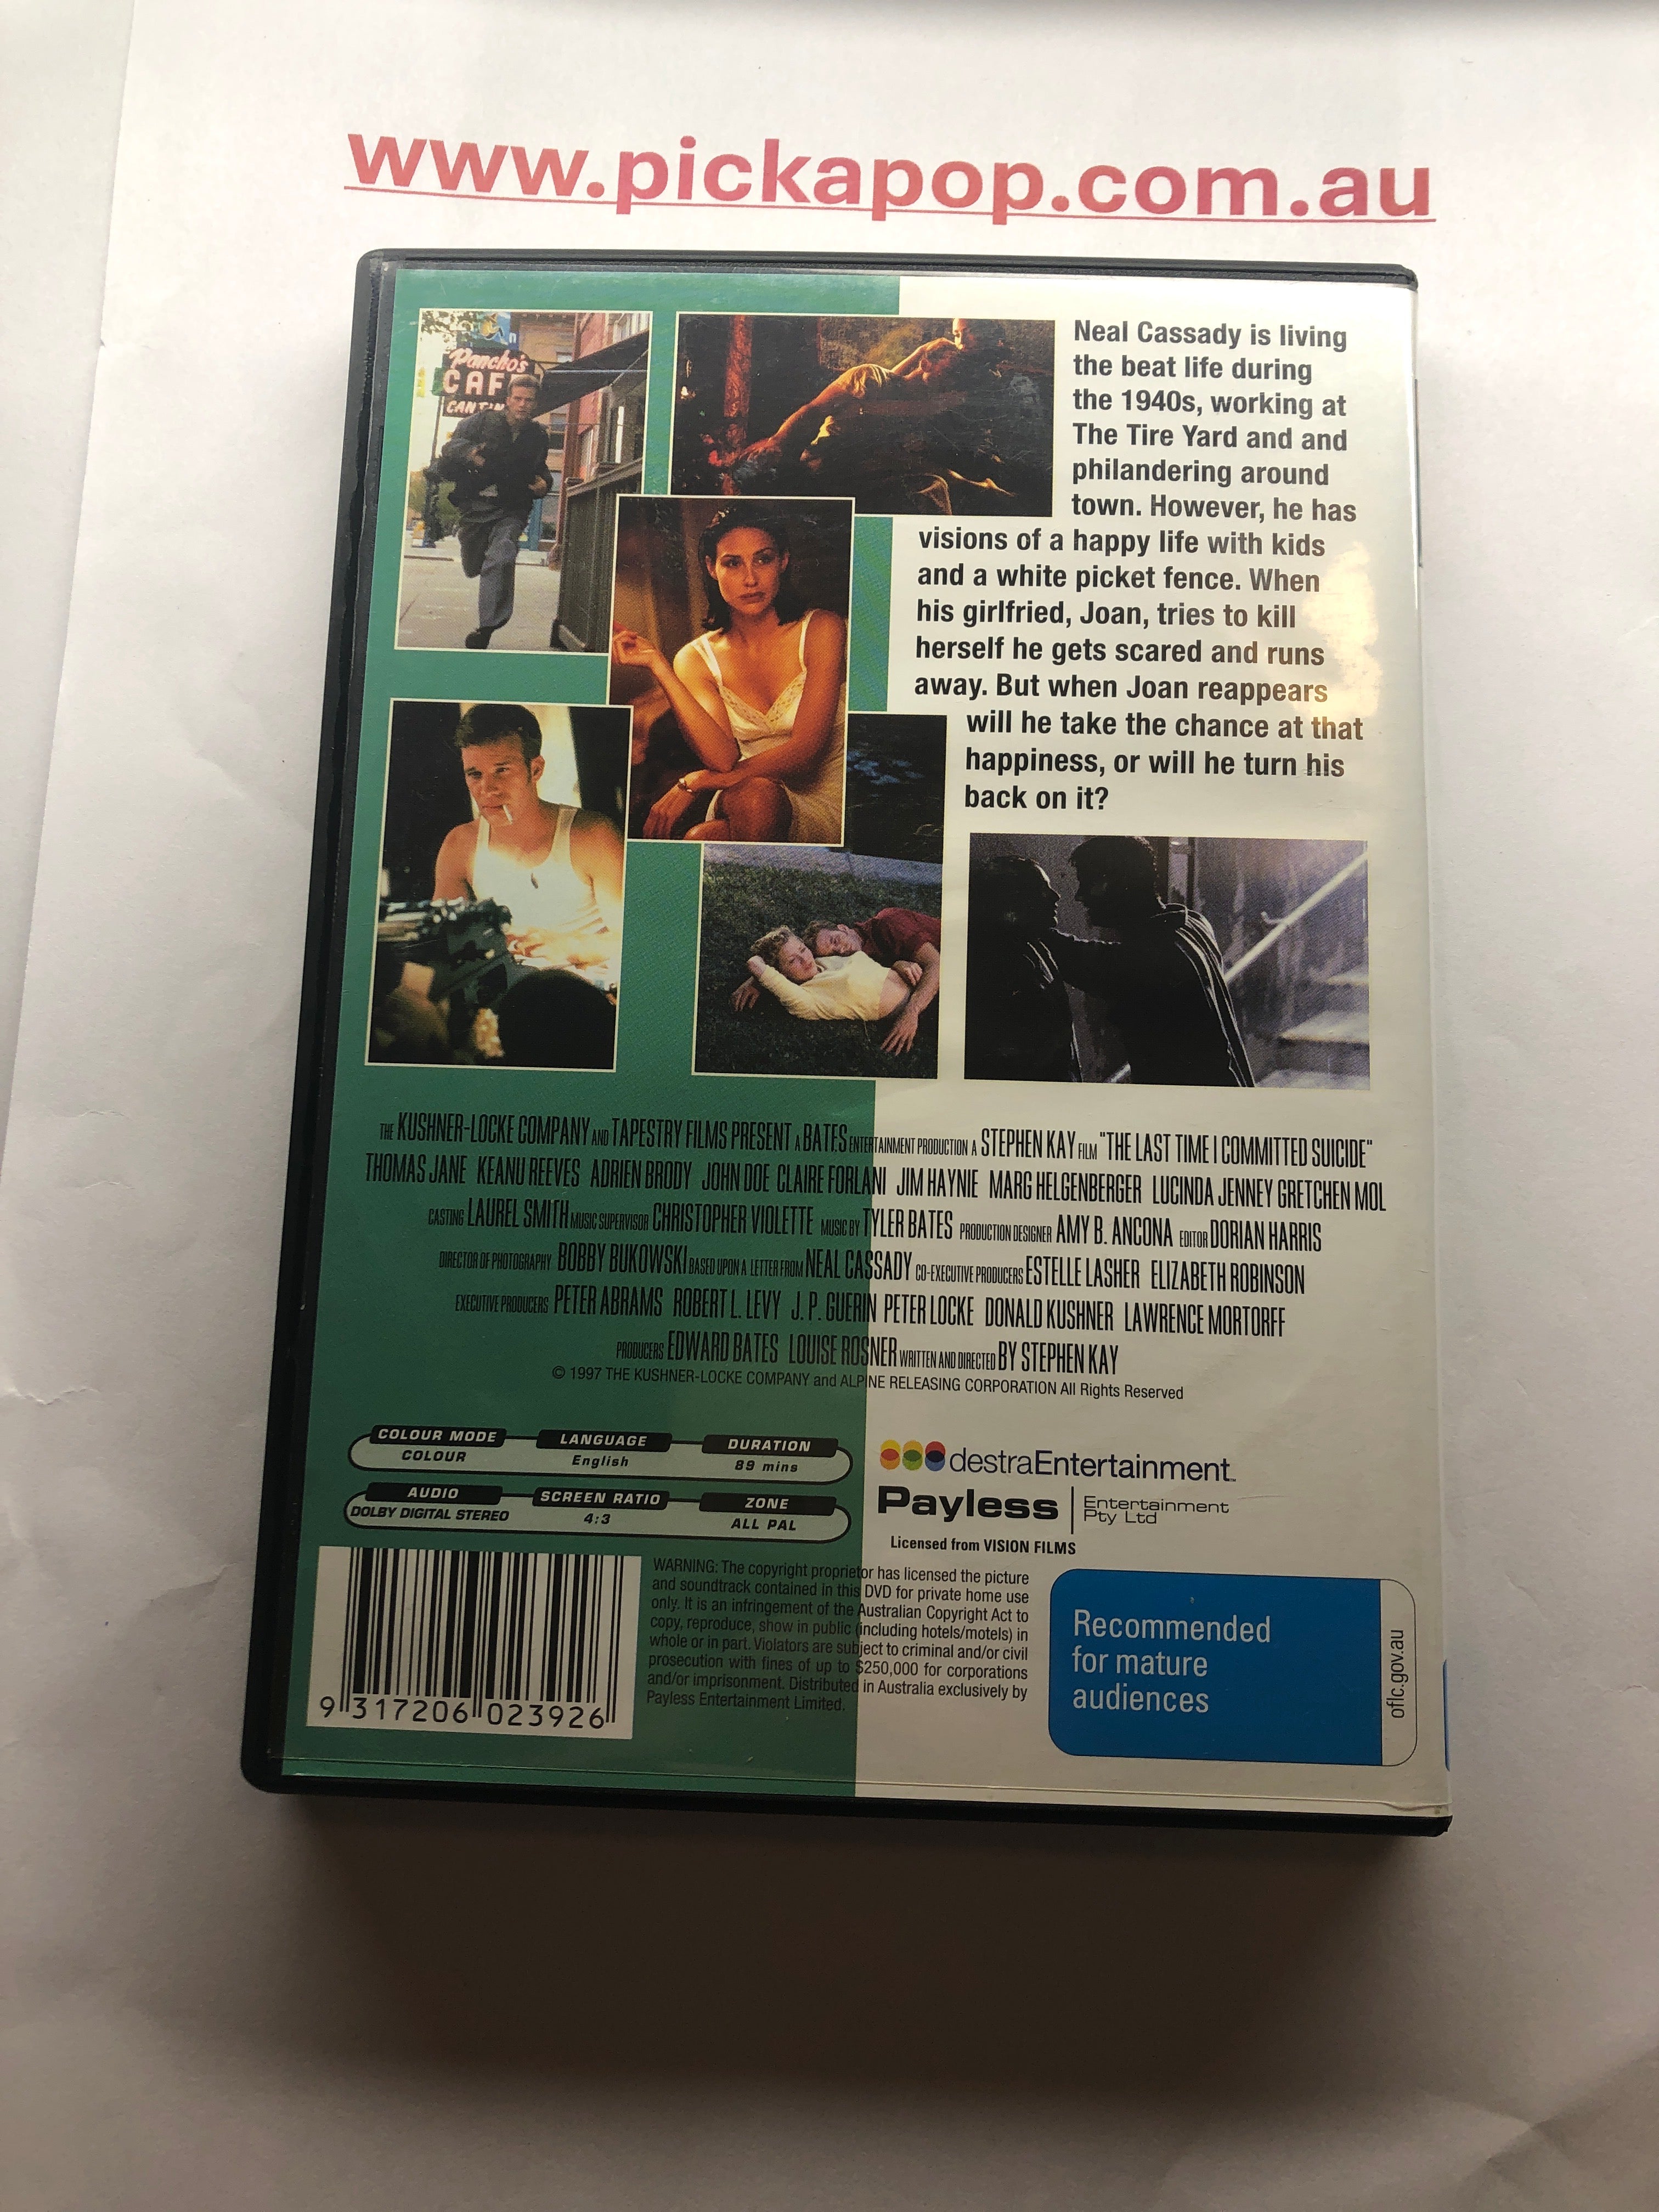 www.pickapop.com.au
Pancho's
CAFE
CANTIN
Neal Cassady is living
the beat life during
the 1940s, working at
The Tire Yard and and
philandering around
town. However, he has
visions of a happy life with kids
and a white picket fence. When
his girlfried, Joan, tries to kill
herself he gets scared and runs
away. But when Joan reappears
will he take the chance at that
happiness, or will he turn his
back on it?
THE KUSHNER-LOCKE COMPANY AND TAPESTRY FILMS PRESENT A BATES ENTERTAINMENT PRODUCTION A STEPHEN KAY FILM "THE LAST TIME I COMMITTED SUICIDE"
THOMAS JANE KEANU REEVES ADRIEN BRODY JOHN DOE CLAIRE FORLANI JIM HAYNIE MARG HELGENBERGER LUCINDA JENNEY GRETCHEN MOL
CASTING LAUREL SMITH MUSIC SUPERVISOR CHRISTOPHER VIOLETTE MUSIC BY TYLER BATES PRODUCTION DESIGNER AMY B. ANCONA EDITOR DORIAN HARRIS
DIRECTOR OF PHOTOGRAPHY BOBBY BUKOWSKI BASED UPON A LETTER FROM NEAL CASSADY CO-EXECUTIVE PRODUCERS ESTELLE LASHER ELIZABETH ROBINSON
EXECUTIVE PRODUCERS PETER ABRAMS ROBERT L. LEVY J. P. GUERIN PETER LOCKE DONALD KUSHNER LAWRENCE MORTORFF
PRODUCERS EDWARD BATES LOUISE ROSNER WRITTEN AND DIRECTED BY STEPHEN KAY
© 1997 THE KUSHNER-LOCKE COMPANY and ALPINE RELEASING CORPORATION All Rights Reserved
COLOUR MODE LANGUAGE DURATION
COLOUR English 89 mins
AUDIO SCREEN RATIO ZONE
DOLBY DIGITAL STEREO 4:3 ALL PAL
destraEntertainment™
Payless Entertainment
Pty Ltd
Licensed from VISION FILMS
9 317206 023926
WARNING: The copyright proprietor has licensed the picture
and soundtrack contained in this DVD for private home use
only. It is an infringement of the Australian Copyright Act to
copy, reproduce, show in public (including hotels/motels) in
whole or in part. Violators are subject to criminal and/or civil
prosecution with fines of up to $250,000 for corporations
and/or imprisonment. Distributed in Australia exclusively by
Payless Entertainment Limited.
Recommended
for mature
audiences
oflc.gov.au